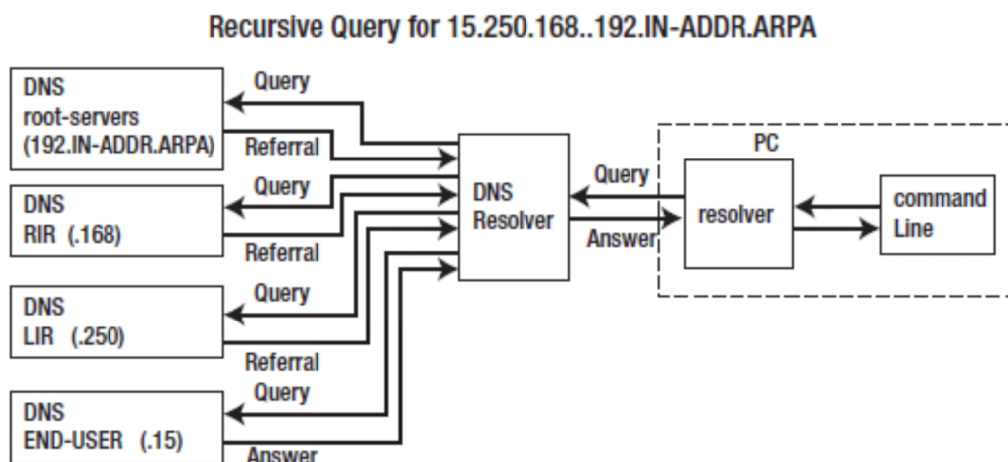 Recursive Query for 15.250.168..192.IN-ADDR.ARPA
DNS
root-servers
(192.IN-ADDR.ARPA)
Query
Referral
DNS
RIR (.168)
Query
Referral
DNS
LIR (.250)
Query
Referral
DNS
END-USER (.15)
Query
Answer
DNS
Resolver
Query
Answer
PC
resolver
command
Line